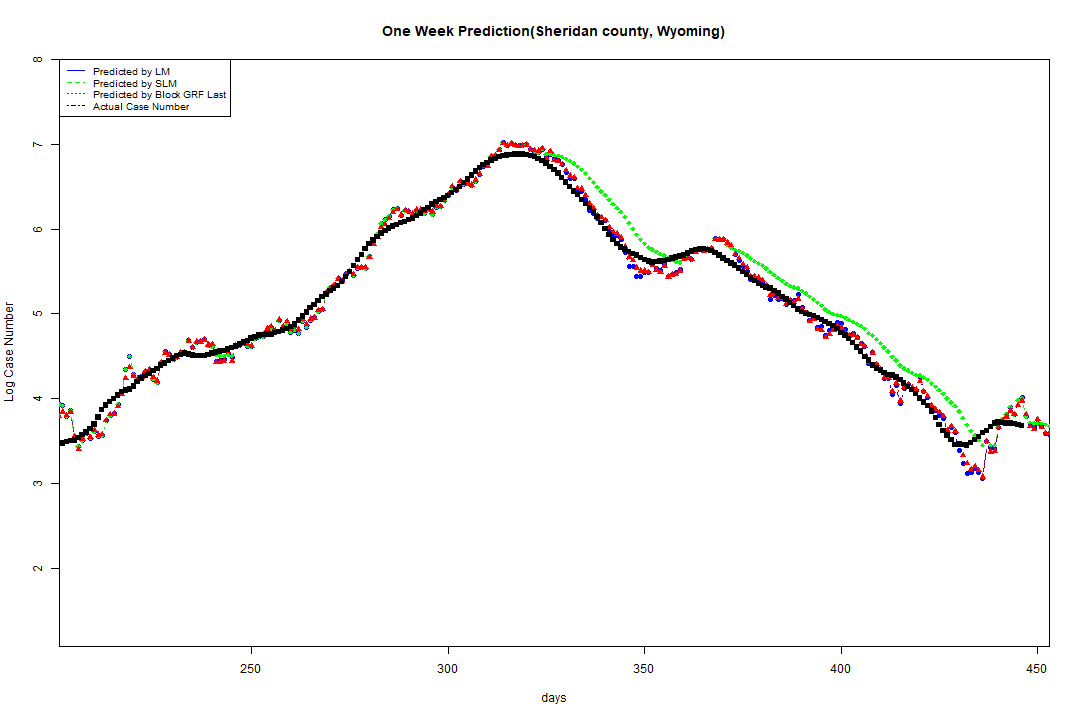 One Week Prediction(Sheridan county, Wyoming)
Predicted by LM
Predicted by SLM
Predicted by Block GRF Last
Actual Case Number
8
7
6
5
4
3
2
Log Case Number
250 300 350 400 450
days